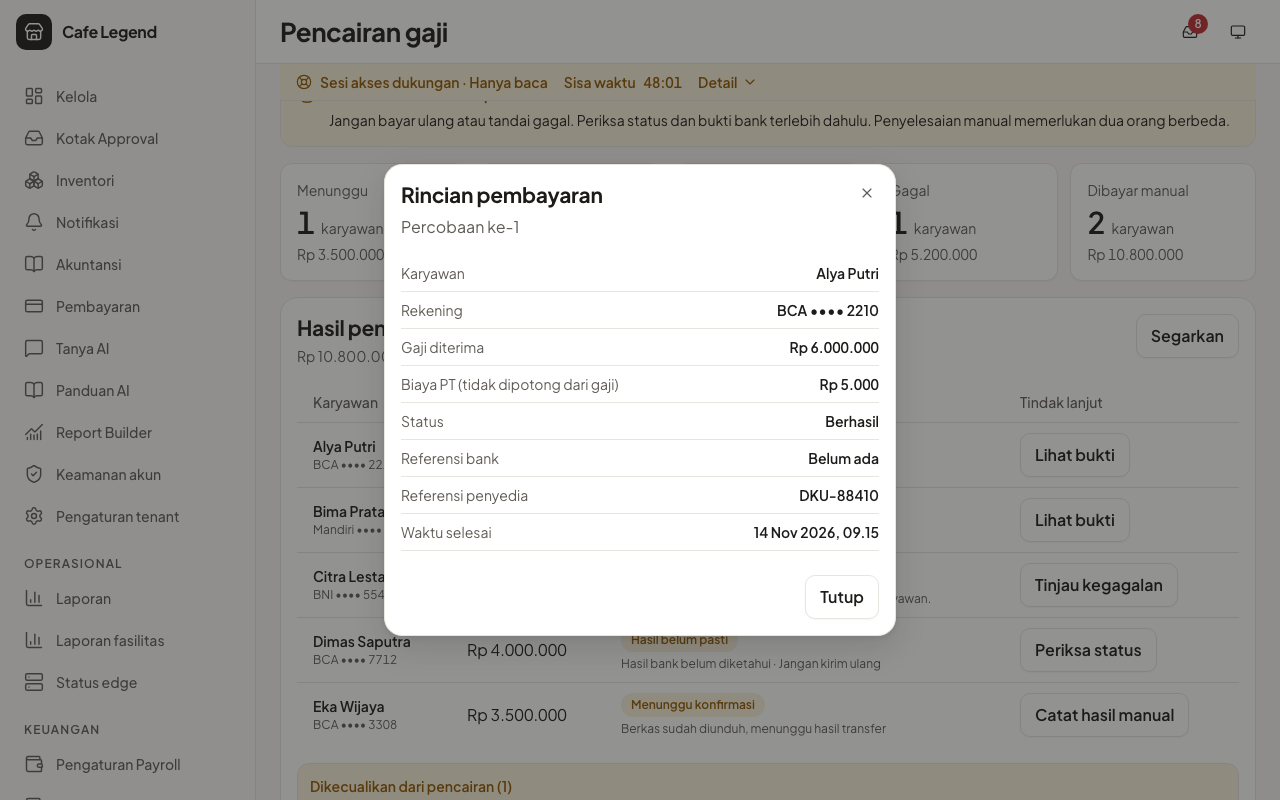 Cafe Legend
Kelola
Kotak Approval
Inventori
Notifikasi
Akuntansi
Pembayaran
Tanya AI
Panduan AI
Report Builder
Keamanan akun
Pengaturan tenant
OPERASIONAL
Laporan
Laporan fasilitas
Status edge
KEUANGAN
Pengaturan Payroll
Pencairan gaji
8
Sesi akses dukungan · Hanya baca Sisa waktu 48:01 Detail
Jangan bayar ulang atau tandai gagal. Periksa status dan bukti bank terlebih dahulu. Penyelesaian manual memerlukan dua orang berbeda.
Menunggu
1 karyawan
Rp 3.500.000
Gagal
1 karyawan
Rp 5.200.000
Dibayar manual
2 karyawan
Rp 10.800.000
Hasil
Rp 10.800.00
Segarkan
Karyawan
Tindak lanjut
Alya Putri
BCA •••• 22
Lihat bukti
Bima Prata
Mandiri ••••
Lihat bukti
Citra Lesta
BNI •••• 554
Tinjau kegagalan
Dimas Saputra
BCA •••• 7712
Rp 4.000.000
Hasil belum pasti
Hasil bank belum diketahui · Jangan kirim ulang
Periksa status
Eka Wijaya
BCA •••• 3308
Rp 3.500.000
Menunggu konfirmasi
Berkas sudah diunduh, menunggu hasil transfer
Catat hasil manual
Dikecualikan dari pencairan (1)
Rincian pembayaran
Percobaan ke-1
Karyawan Alya Putri
Rekening BCA •••• 2210
Gaji diterima Rp 6.000.000
Biaya PT (tidak dipotong dari gaji) Rp 5.000
Status Berhasil
Referensi bank Belum ada
Referensi penyedia DKU-88410
Waktu selesai 14 Nov 2026, 09.15
Tutup